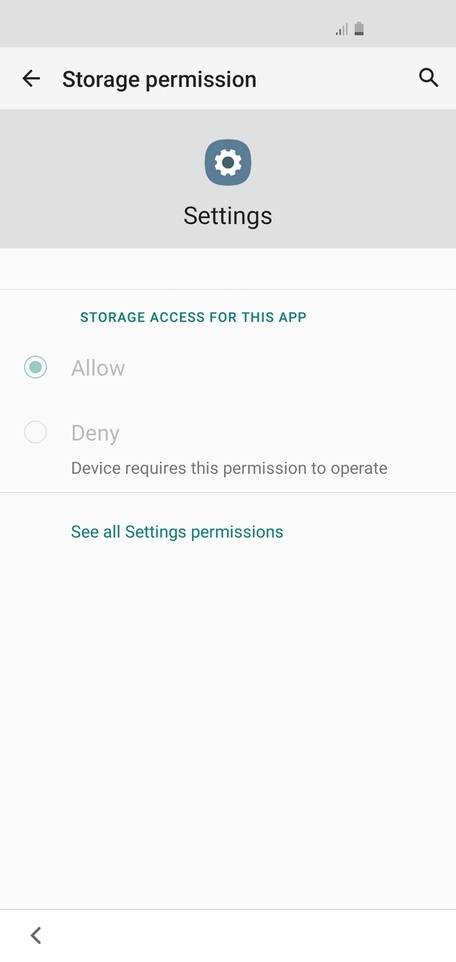 Storage permission
Settings
STORAGE ACCESS FOR THIS APP
Allow
Deny
Device requires this permission to operate
See all Settings permissions